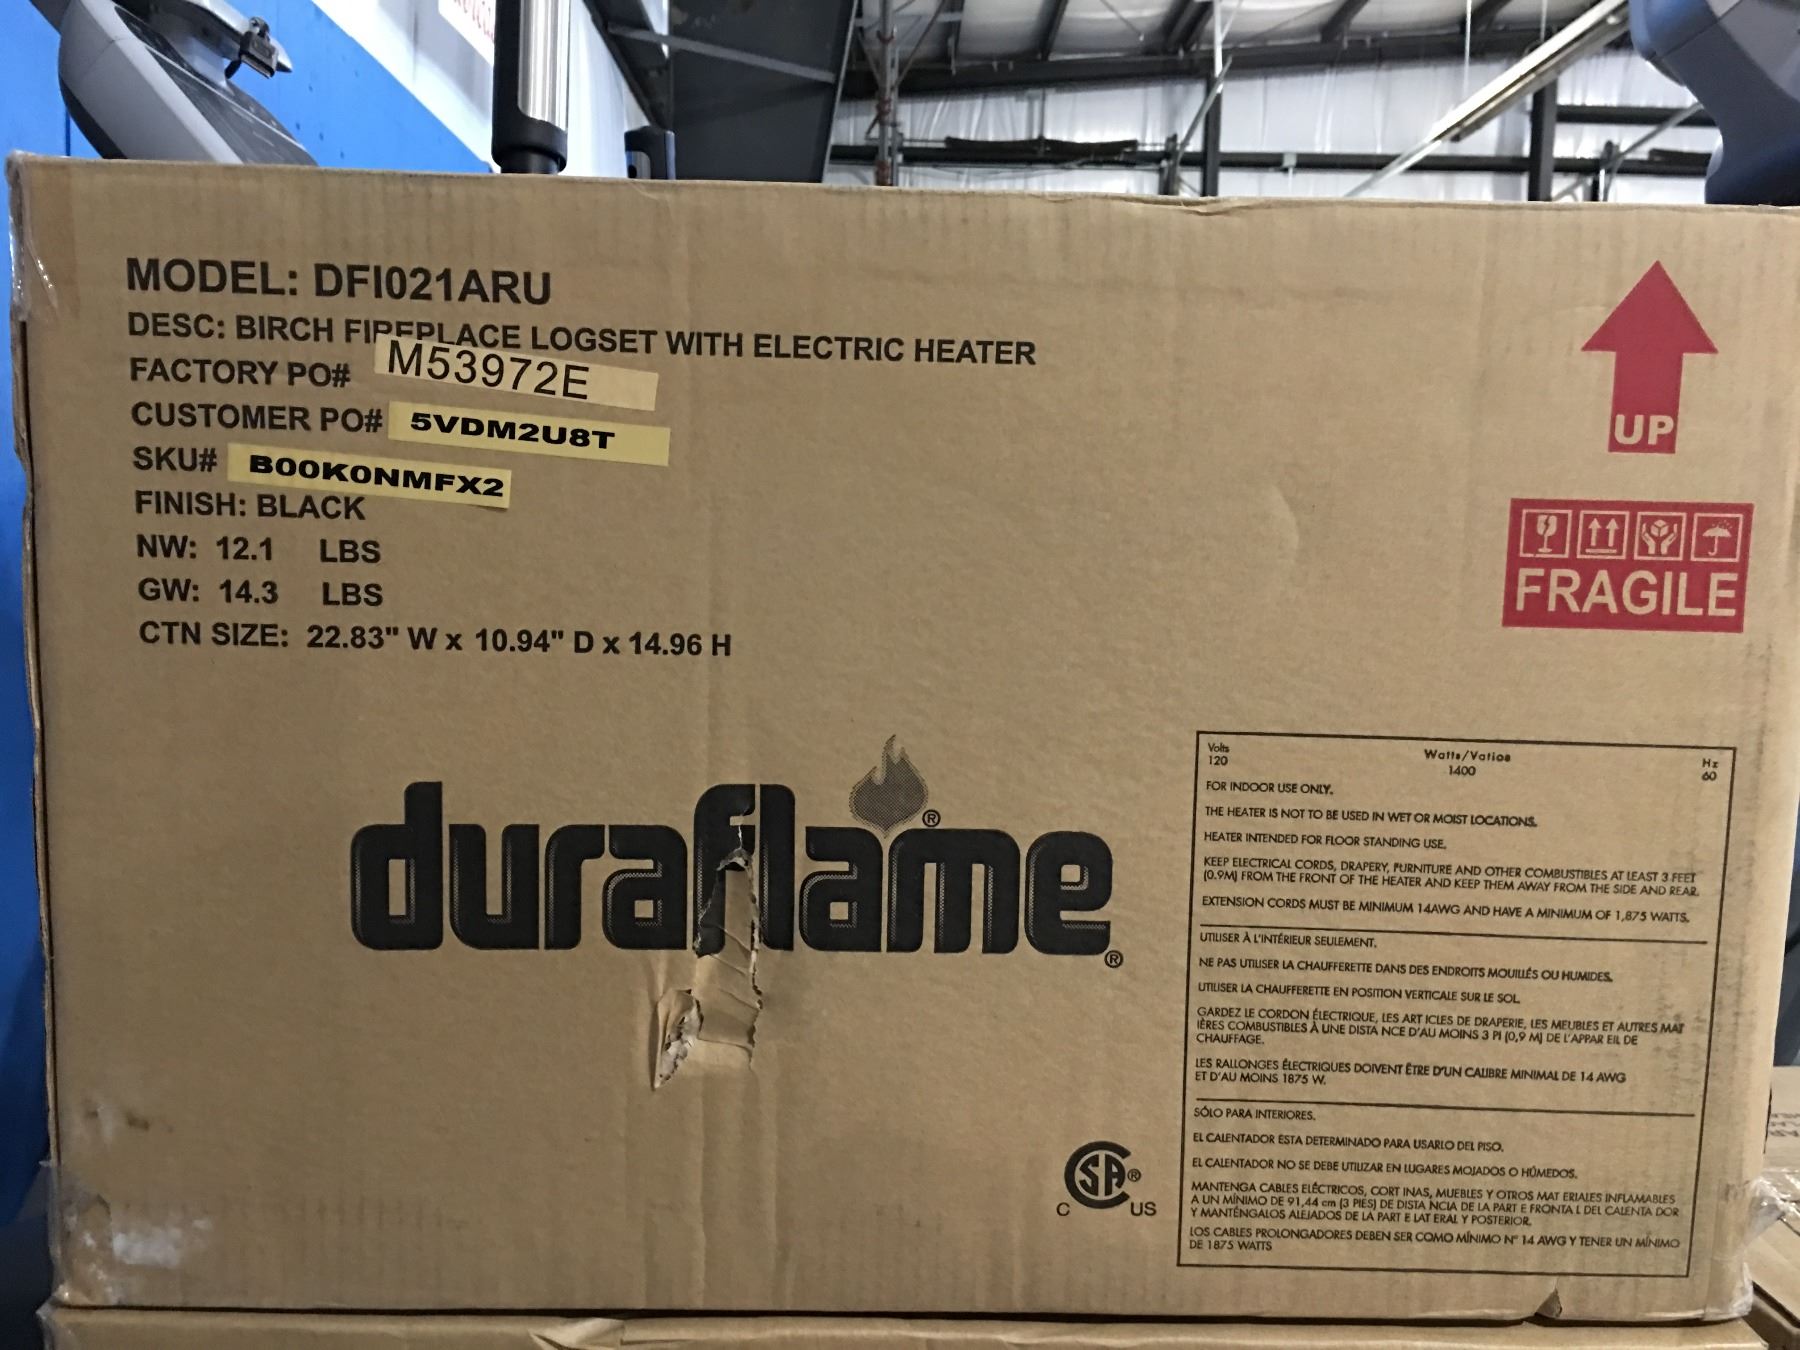 MODEL: DFI021ARU
DESC: BIRCH FIREPLACE LOGSET WITH ELECTRIC HEATER
FACTORY PO# M53972E
CUSTOMER PO# 5VDM2U8T
SKU# B00K0NMFX2
FINISH: BLACK
NW: 12.1 LBS
GW: 14.3 LBS
CTN SIZE: 22.83" W x 10.94" D x 14.96 H
UP
FRAGILE
duraflame®
®
Volts Watts/Vatios Hz
120 1400 60
FOR INDOOR USE ONLY.
THE HEATER IS NOT TO BE USED IN WET OR MOIST LOCATIONS.
HEATER INTENDED FOR FLOOR STANDING USE.
KEEP ELECTRICAL CORDS, DRAPERY, FURNITURE AND OTHER COMBUSTIBLES AT LEAST 3 FEET
(0.9M) FROM THE FRONT OF THE HEATER AND KEEP THEM AWAY FROM THE SIDE AND REAR.
EXTENSION CORDS MUST BE MINIMUM 14AWG AND HAVE A MINIMUM OF 1,875 WATTS.
UTILISER À L'INTÉRIEUR SEULEMENT.
NE PAS UTILISER LA CHAUFFERETTE DANS DES ENDROITS MOUILLÉS OU HUMIDES.
UTILISER LA CHAUFFERETTE EN POSITION VERTICALE SUR LE SOL
GARDEZ LE CORDON ÉLECTRIQUE, LES ART ICLES DE DRAPERIE, LES MEUBLES ET AUTRES MAT
IÈRES COMBUSTIBLES À UNE DISTA NCE D'AU MOINS 3 PI (0,9 M) DE L'APPAR EIL DE
CHAUFFAGE.
LES RALLONGES ÉLECTRIQUES DOIVENT ÊTRE D'UN CALIBRE MINIMAL DE 14 AWG
ET D'AU MOINS 1875 W.
SÓLO PARA INTERIORES.
EL CALENTADOR ESTA DETERMINADO PARA USARLO DEL PISO.
EL CALENTADOR NO SE DEBE UTILIZAR EN LUGARES MOJADOS O HÚMEDOS.
MANTENGA CABLES ELÉCTRICOS, CORT INAS, MUEBLES Y OTROS MAT ERIALES INFLAMABLES
A UN MÍNIMO DE 91,44 cm (3 PIES) DE DISTA NCIA DE LA PART E FRONTA L DEL CALENTA DOR
Y MANTÉNGALOS ALEJADOS DE LA PART E LAT ERAL Y POSTERIOR.
LOS CABLES PROLONGADORES DEBEN SER COMO MÍNIMO N° 14 AWG Y TENER UN MÍNIMO
DE 1875 WATTS
SA®
C US